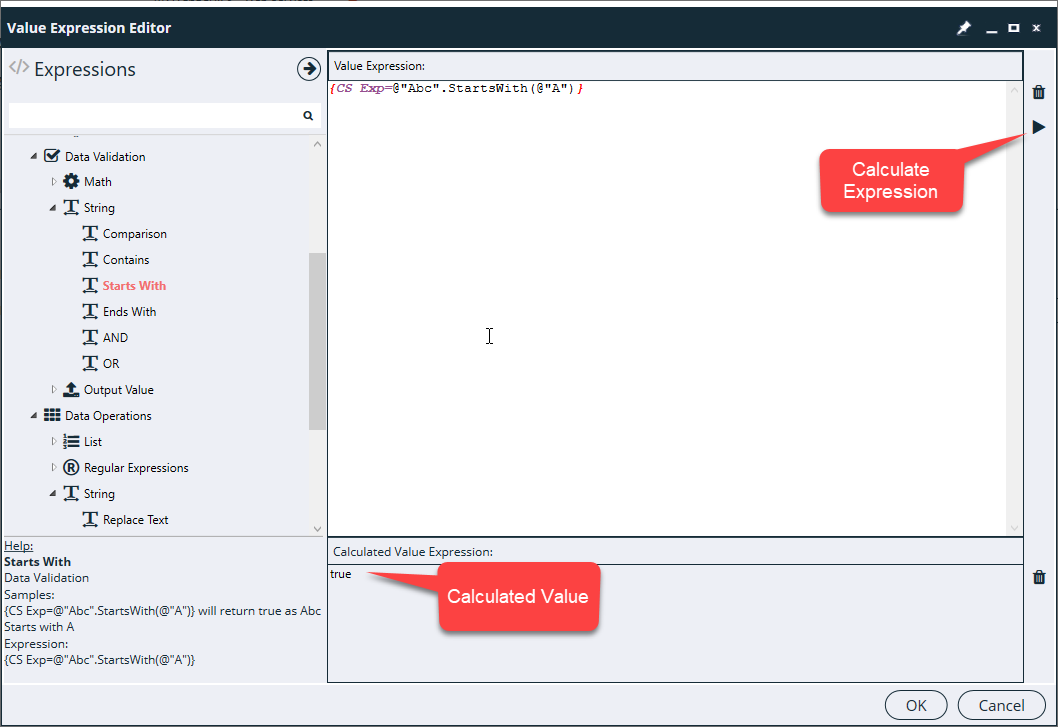 Value Expression Editor
Expressions
Data Validation
Math
String
Comparison
Contains
Starts With
Ends With
AND
OR
Output Value
Data Operations
List
Regular Expressions
String
Replace Text
Help:
Starts With
Data Validation
Samples:
{CS Exp=@"Abc".StartsWith(@"A")} will return true as Abc
Starts with A
Expression:
{CS Exp=@"Abc".StartsWith(@"A")}
Value Expression:
{CS Exp=@"Abc".StartsWith(@"A")}
Calculate
Expression
Calculated Value Expression:
true
Calculated Value
OK
Cancel